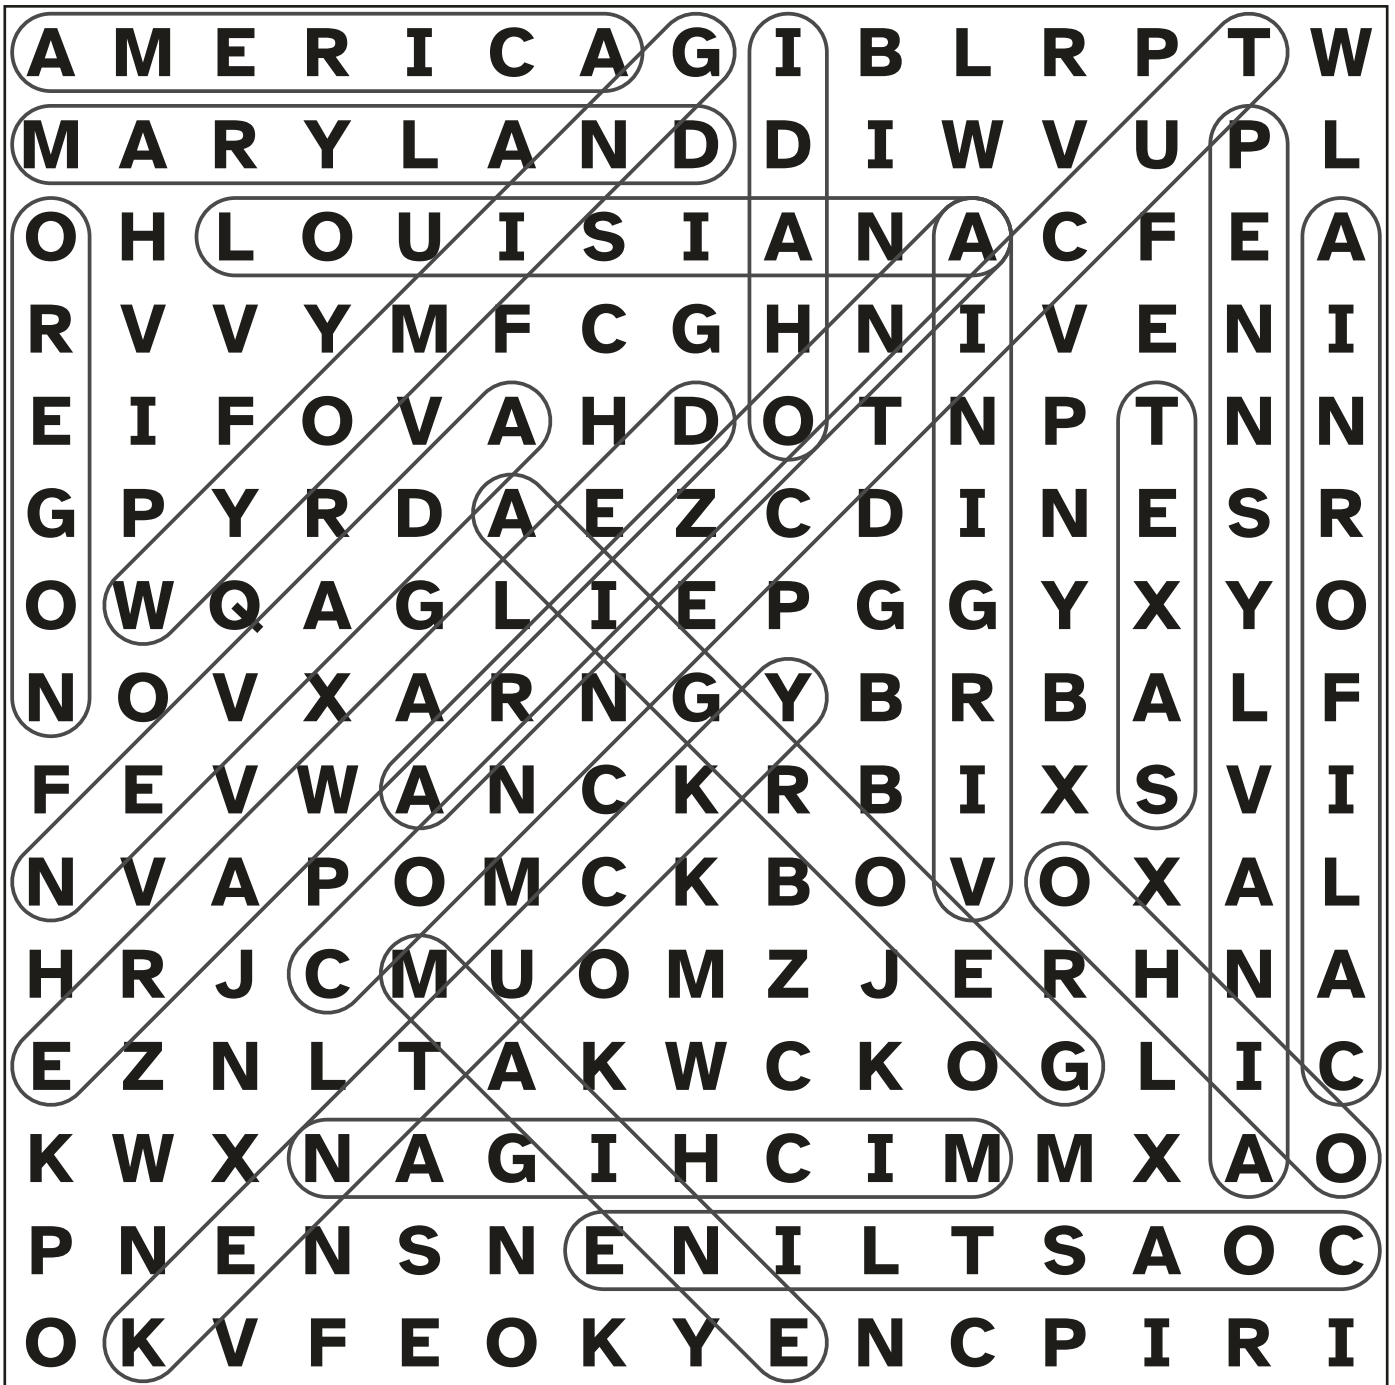 A M E R I C A G I B L R P T W
M A R Y L A N D D I W V U P L
O H L O U I S I A N A C F E A
R V V Y M F C G H N I V E N I
E I F O V A H D O T N P T N N
G P Y R D A E Z C D I N E S R
O W Q A G L I E P G G Y X Y O
N O V X A R N G Y B R B A L F
F E V W A N C K R B I X S V I
N V A P O M C K B O V O X A L
H R J C M U O M Z J E R H N A
E Z N L T A K W C K O G L I C
K W X N A G I H C I M M X A O
P N E N S N E N I L T S A O C
O K V F E O K Y E N C P I R I